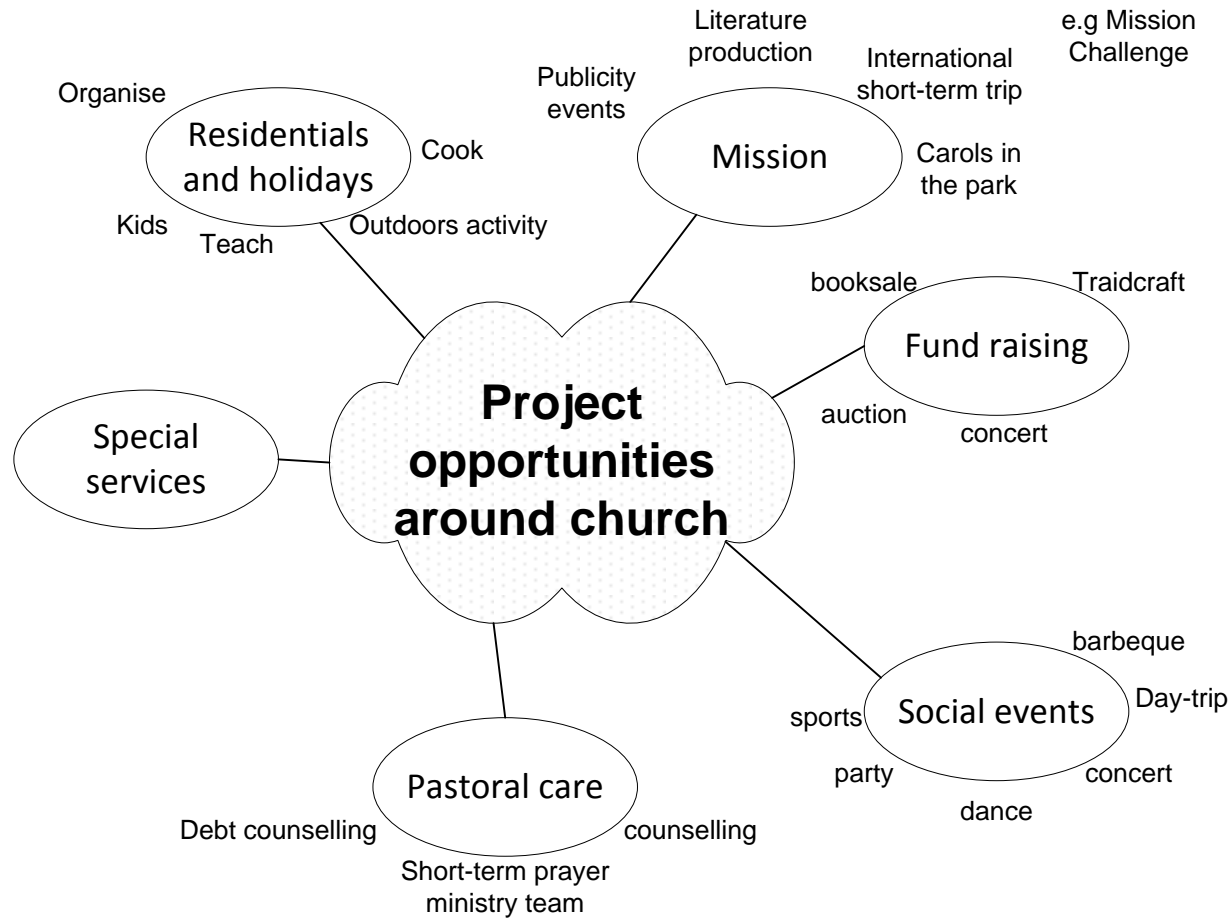 Literature
production
e.g Mission
Challenge
Publicity
events
International
short-term trip
Mission
Carols in
the park
Organise
Residentials
and holidays
Cook
Kids
Teach
Outdoors activity
booksale
Traidcraft
Fund raising
auction
concert
Project
opportunities
around church
Special
services
barbeque
Social events
Day-trip
sports
party
concert
dance
Pastoral care
Debt counselling
counselling
Short-term prayer
ministry team